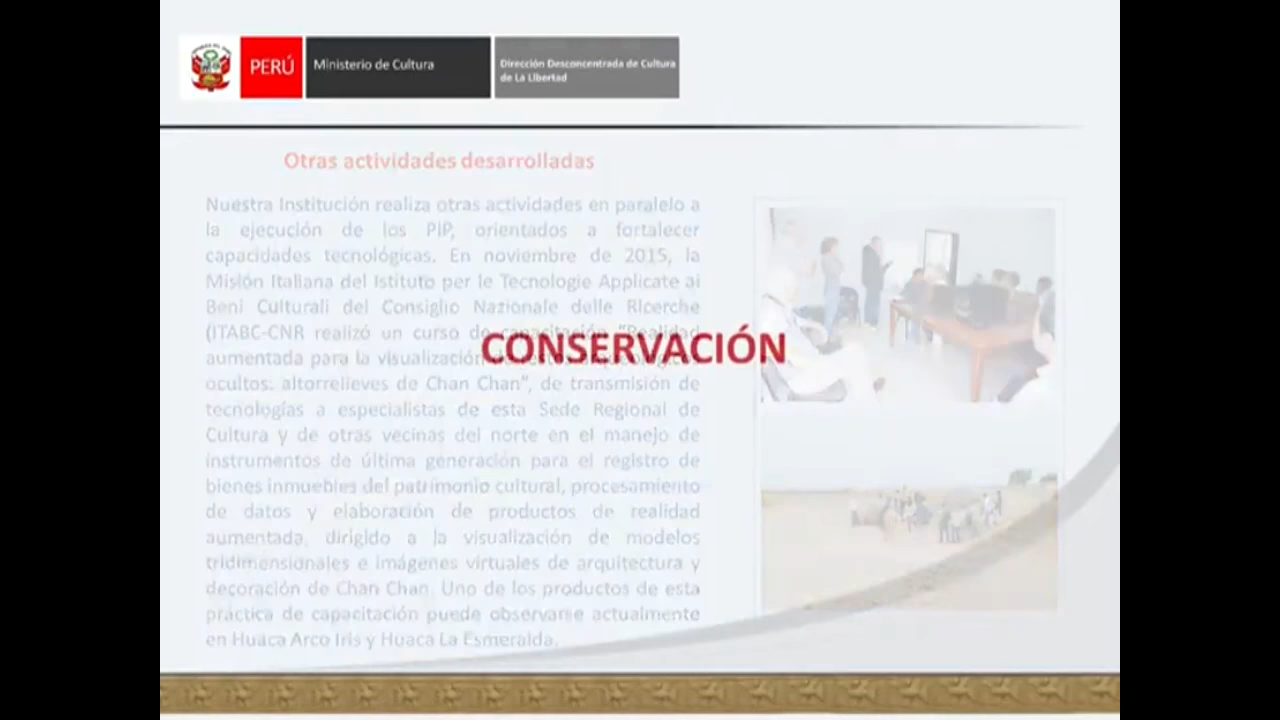 PERÚ
Ministerio de Cultura
Dirección Desconcentrada de Cultura
de La Libertad
Otras actividades desarrolladas
Nuestra Institución realiza otras actividades en paralelo a
la ejecución de los PIP, orientados a fortalecer
capacidades tecnológicas. En noviembre de 2015, la
Misión Italiana del Istituto per le Tecnologie Applicate ai
Beni Culturali del Consiglio Nazionale delle Ricerche
(ITABC-CNR realizó un curso de capacitación "Realidad
CONSERVACIÓN
aumentada para la visualización de restos arqueológicos
ocultos: altorrelieves de Chan Chan", de transmisión de
tecnologías a especialistas de esta Sede Regional de
Cultura y de otras vecinas del norte en el manejo de
instrumentos de última generación para el registro de
bienes inmuebles del patrimonio cultural, procesamiento
de datos y elaboración de productos de realidad
aumentada, dirigido a la visualización de modelos
tridimensionales e imágenes virtuales de arquitectura y
decoración de Chan Chan. Uno de los productos de esta
práctica de capacitación puede observarse actualmente
en Huaca Arco Iris y Huaca La Esmeralda.